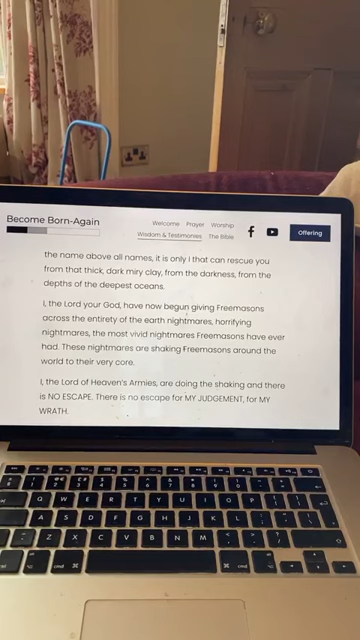 Become Born-Again
Welcome Prayer Worship
Wisdom & Testimonies The Bible
Offering
the name above all names, it is only I that can rescue you
from that thick, dark miry clay, from the darkness, from the
depths of the deepest oceans.
I, the Lord your God, have now begun giving Freemasons
across the entirety of the earth nightmares, horrifying
nightmares, the most vivid nightmares Freemasons have ever
had. These nightmares are shaking Freemasons around the
world to their very core.
I, the Lord of Heaven's Armies, are doing the shaking and there
is NO ESCAPE. There is no escape for MY JUDGEMENT, for MY
WRATH.
Q W E R T Y U I O P
A S D F G H J K L
Z X C V B N M
cmd cmd